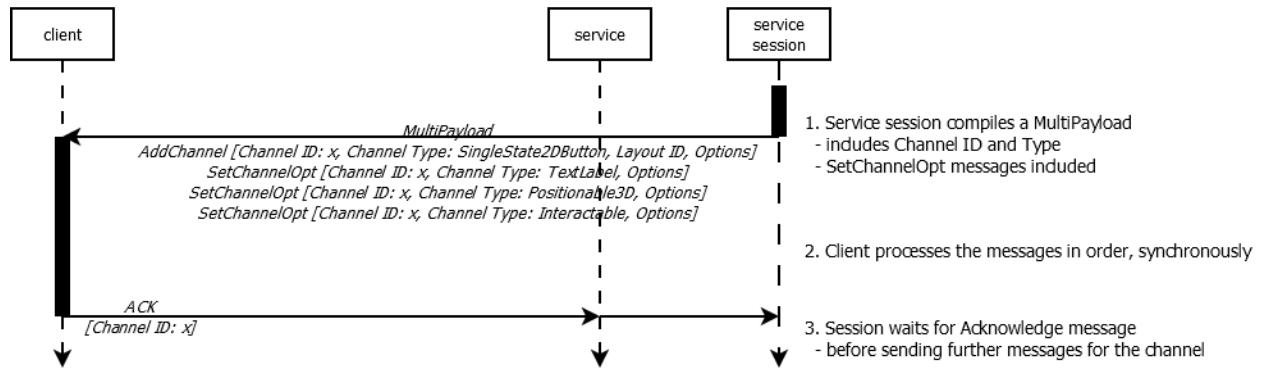 client
service
service
session
MultiPayload
AddChannel [Channel ID: x, Channel Type: SingleState2DButton, Layout ID, Options]
SetChannelOpt [Channel ID: x, Channel Type: TextLabel, Options]
SetChannelOpt [Channel ID: x, Channel Type: Positionable3D, Options]
SetChannelOpt [Channel ID: x, Channel Type: Interactable, Options]
1. Service session compiles a MultiPayload
- includes Channel ID and Type
- SetChannelOpt messages included
2. Client processes the messages in order, synchronously
ACK
[Channel ID: x]
3. Session waits for Acknowledge message
- before sending further messages for the channel